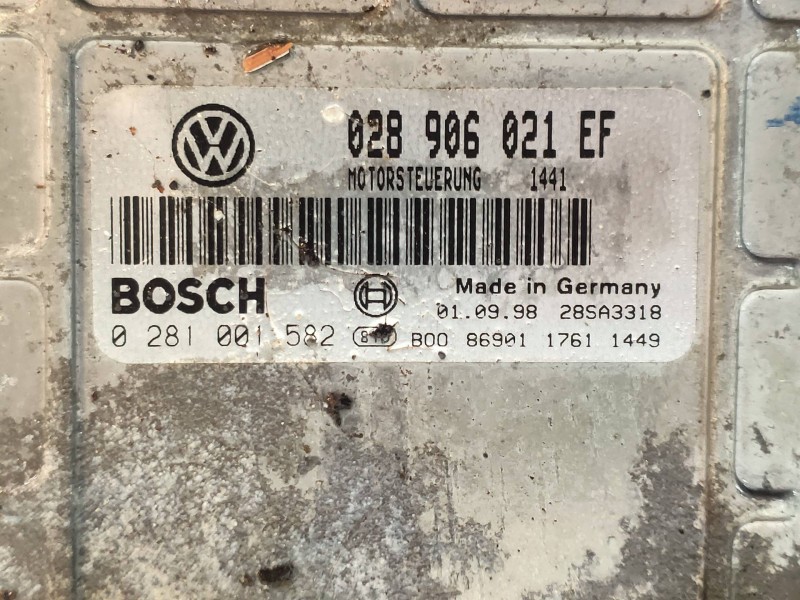 028 906 021 EF
MOTORSTEUERUNG 1441
BOSCH
Made in Germany
01.09.98 28SA3318
0 281 001 582 B00 86901 1761 1449